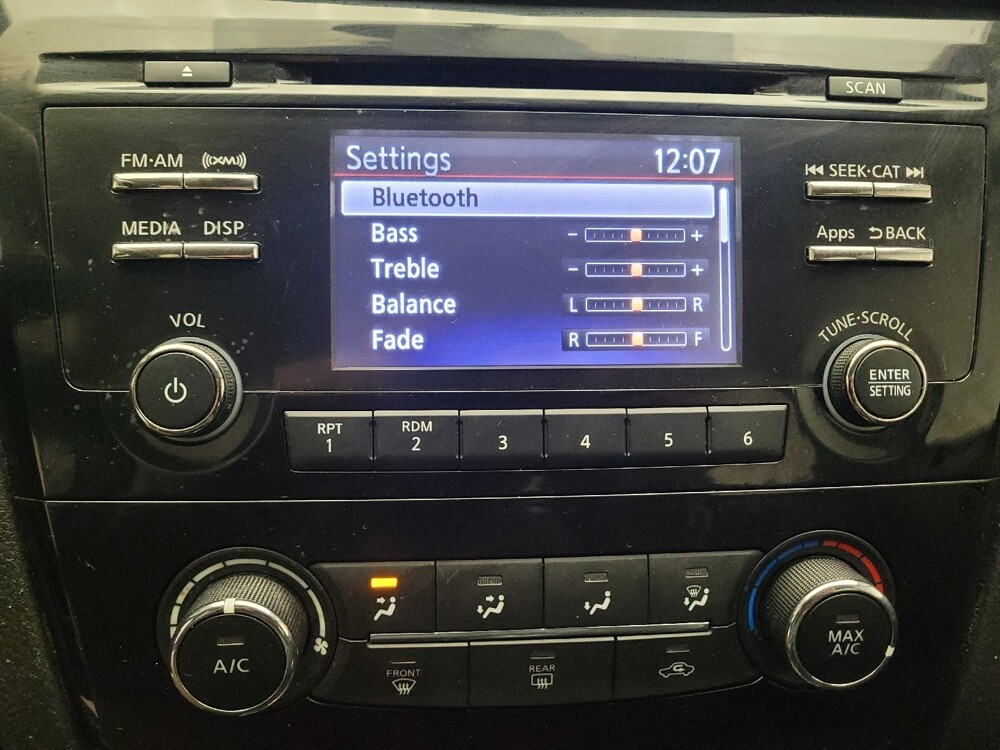 SCAN
FM·AM ((XM))
MEDIA DISP
VOL
Settings 12:07
Bluetooth
Bass - +
Treble - +
Balance L R
Fade R F
SEEK·CAT
Apps BACK
TUNE·SCROLL
ENTER
SETTING
RPT
1
RDM
2
3
4
5
6
A/C
FRONT
REAR
MAX
A/C